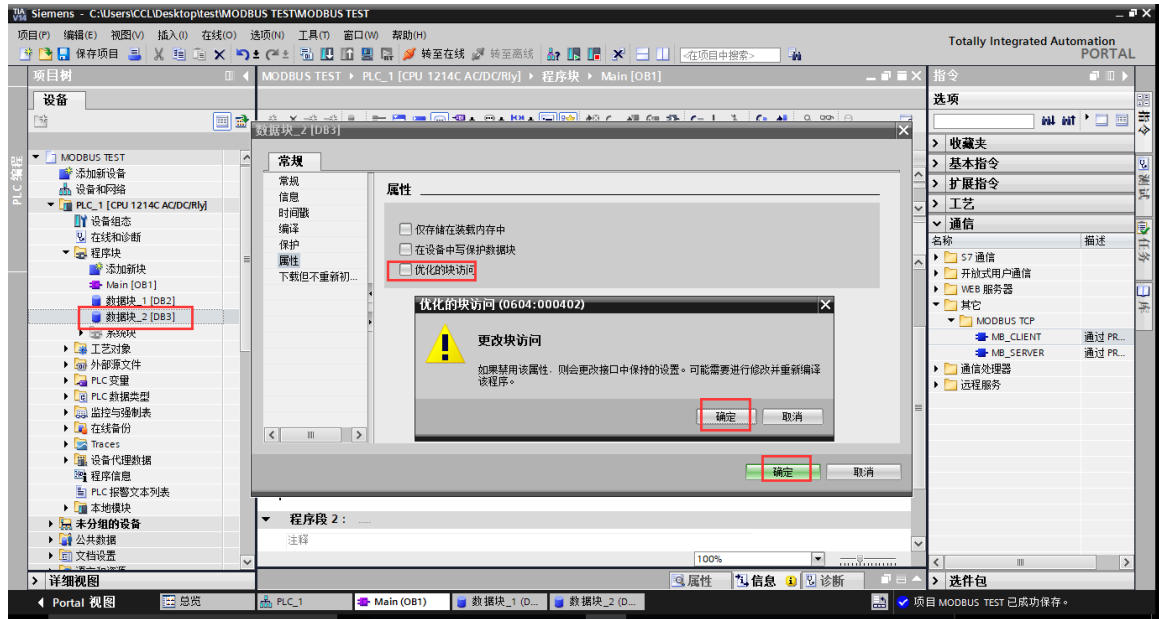 Siemens - C:\Users\CCL\Desktop\test\MODBUS TEST\MODBUS TEST
项目(P) 编辑(E) 视图(V) 插入(I) 在线(O) 选项(N) 工具(T) 窗口(W) 帮助(H)
Totally Integrated Automation
PORTAL
保存项目 转至在线 转至离线 <在项目中搜索>
项目树
设备
PLC 编程
MODBUS TEST
添加新设备
设备和网络
PLC_1 [CPU 1214C AC/DC/Rly]
设备组态
在线和诊断
程序块
添加新块
Main [OB1]
数据块_1 [DB2]
数据块_2 [DB3]
系统块
工艺对象
外部源文件
PLC 变量
PLC 数据类型
监控与强制表
在线备份
Traces
设备代理数据
程序信息
PLC 报警文本列表
本地模块
未分组的设备
公共数据
文档设置
详细视图
MODBUS TEST ▸ PLC_1 [CPU 1214C AC/DC/Rly] ▸ 程序块 ▸ Main [OB1]
数据块_2 [DB3]
常规
常规
信息
时间戳
编译
保护
属性
下载但不重新初...
属性
仅存储在装载内存中
在设备中写保护数据块
优化的块访问
优化的块访问 (0604:000402)
更改块访问
如果禁用该属性，则会更改接口中保持的设置。可能需要进行修改并重新编译
该程序。
确定 取消
确定 取消
程序段 2： .....
注释
100%
属性 信息 诊断
指令
选项
收藏夹
基本指令
扩展指令
工艺
通信
名称 描述
S7 通信
开放式用户通信
WEB 服务器
其它
MODBUS TCP
MB_CLIENT 通过 PR...
MB_SERVER 通过 PR...
通信处理器
远程服务
选件包
Portal 视图 总览 PLC_1 Main (OB1) 数据块_1 (D... 数据块_2 (D... 项目 MODBUS TEST 已成功保存。